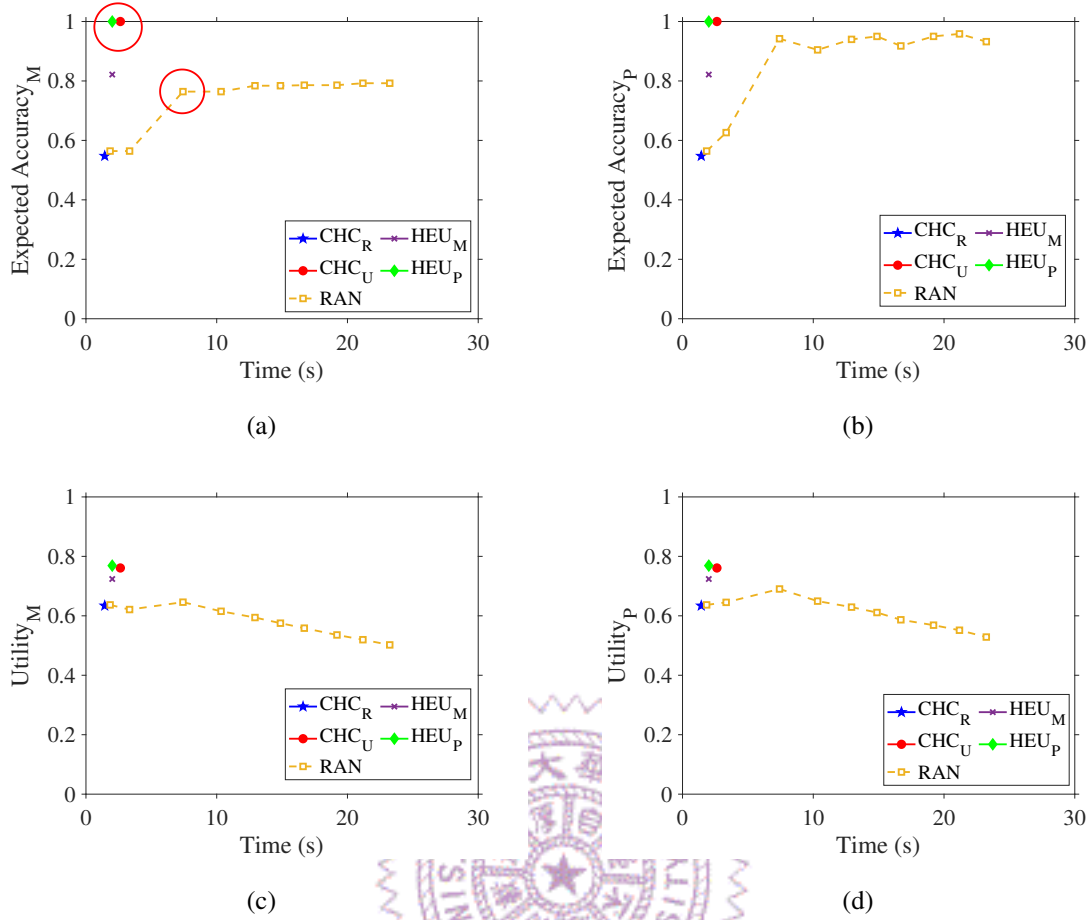 1
0.8
0.6
0.4
0.2
0
Expected Accuracy_M
0 10 20 30
Time (s)
CHC_R HEU_M
CHC_U HEU_P
RAN
(a)
1
0.8
0.6
0.4
0.2
0
Expected Accuracy_P
0 10 20 30
Time (s)
CHC_R HEU_M
CHC_U HEU_P
RAN
(b)
1
0.8
0.6
0.4
0.2
0
Utility_M
0 10 20 30
Time (s)
CHC_R HEU_M
CHC_U HEU_P
RAN
(c)
1
0.8
0.6
0.4
0.2
0
Utility_P
0 10 20 30
Time (s)
CHC_R HEU_M
CHC_U HEU_P
RAN
(d)
大